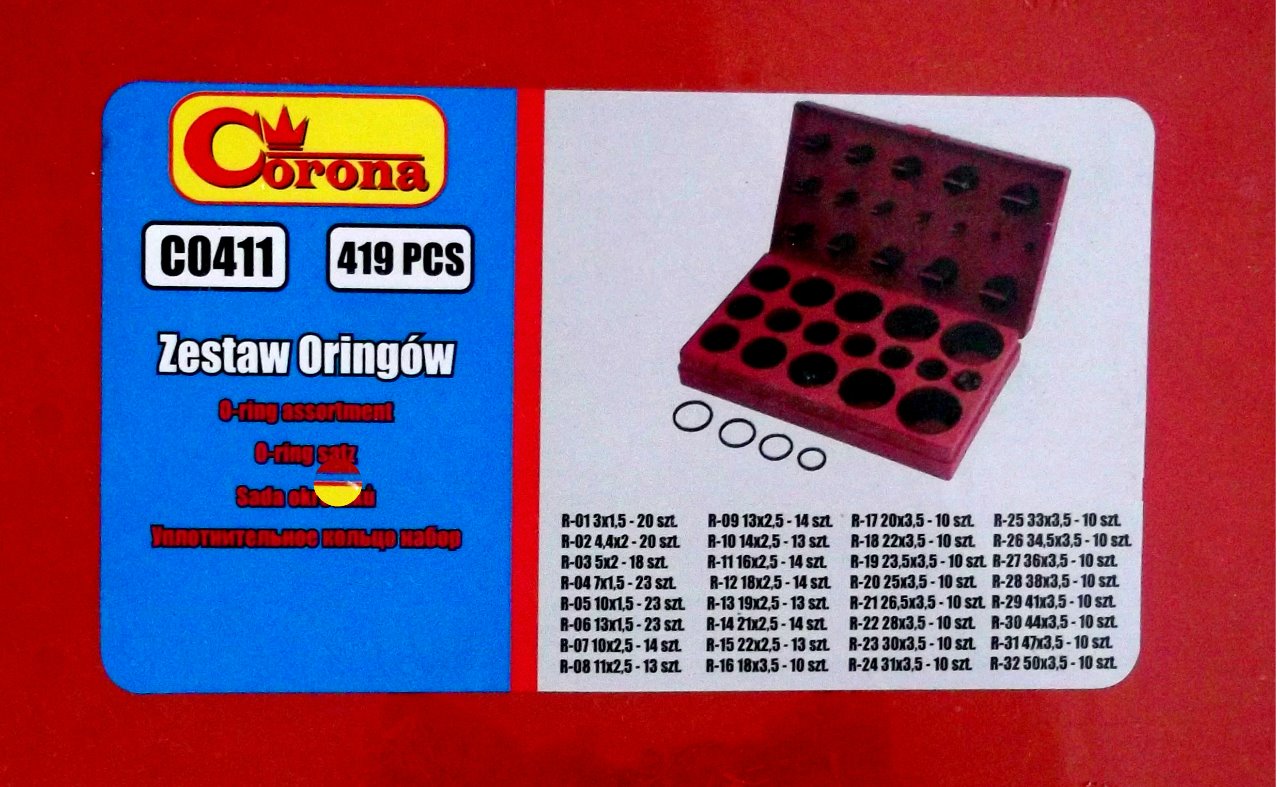 Corona
C0411
419 PCS
Zestaw Oringów
O-ring assortment
O-ring satz
Sada
Уплотнительное кольцо набор
R-01 3x1,5 - 20 szt.
R-02 4,4x2 - 20 szt.
R-03 5x2 - 18 szt.
R-04 7x1,5 - 23 szt.
R-05 10x1,5 - 23 szt.
R-06 13x1,5 - 23 szt.
R-07 10x2,5 - 14 szt.
R-08 11x2,5 - 13 szt.
R-09 13x2,5 - 14 szt.
R-10 14x2,5 - 13 szt.
R-11 16x2,5 - 14 szt.
R-12 18x2,5 - 14 szt.
R-13 19x2,5 - 13 szt.
R-14 21x2,5 - 14 szt.
R-15 22x2,5 - 13 szt.
R-16 18x3,5 - 10 szt.
R-17 20x3,5 - 10 szt.
R-18 22x3,5 - 10 szt.
R-19 23,5x3,5 - 10 szt.
R-20 25x3,5 - 10 szt.
R-21 26,5x3,5 - 10 szt.
R-22 28x3,5 - 10 szt.
R-23 30x3,5 - 10 szt.
R-24 31x3,5 - 10 szt.
R-25 33x3,5 - 10 szt.
R-26 34,5x3,5 - 10 szt.
R-27 36x3,5 - 10 szt.
R-28 38x3,5 - 10 szt.
R-29 41x3,5 - 10 szt.
R-30 44x3,5 - 10 szt.
R-31 47x3,5 - 10 szt.
R-32 50x3,5 - 10 szt.